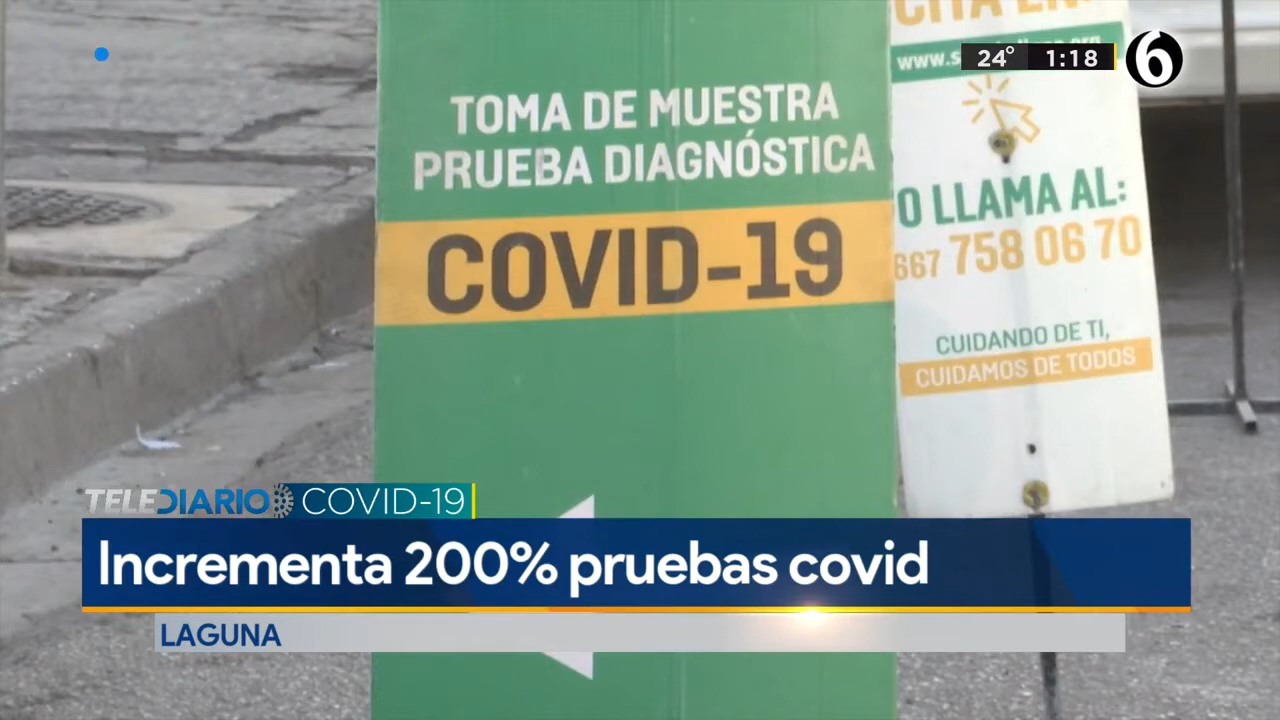 TOMA DE MUESTRA
PRUEBA DIAGNÓSTICA
COVID-19
24° 1:18 6
O LLAMA AL:
667 758 06 70
CUIDANDO DE TI,
CUIDAMOS DE TODOS
TELEDIARIO COVID-19
Incrementa 200% pruebas covid
LAGUNA